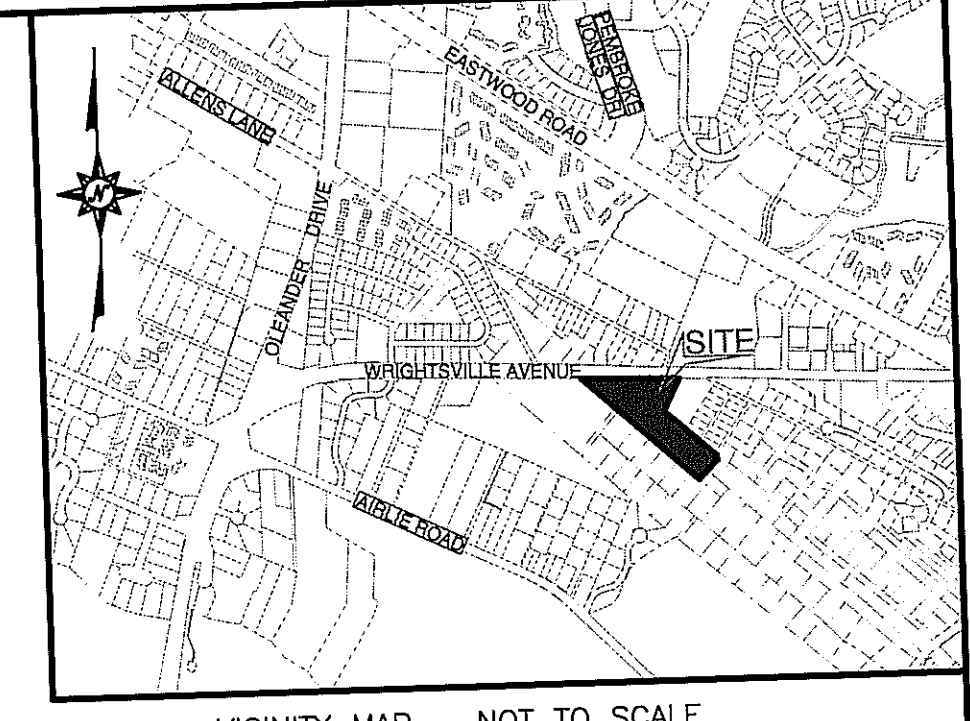 PEMBROKE
JONES DR
EASTWOOD ROAD
ALLENS LANE
N
OLEANDER DRIVE
SITE
WRIGHTSVILLE AVENUE
AIRLIE ROAD
VICINITY MAP NOT TO SCALE